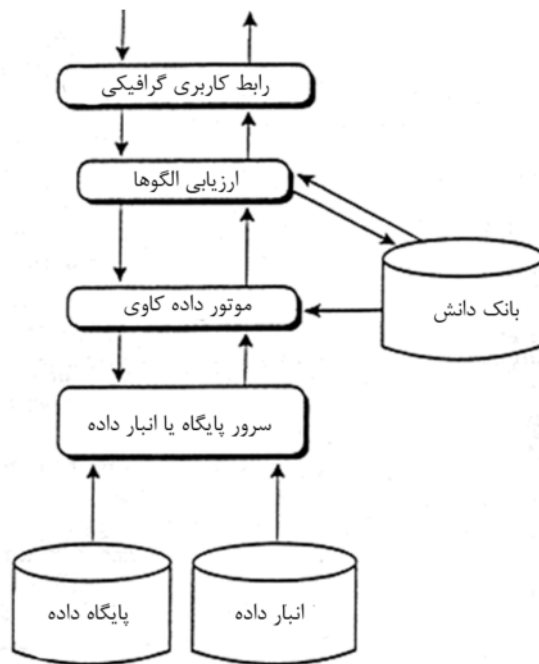 رابط کاربری گرافیکی
ارزیابی الگوها
موتور داده کاوی
بانک دانش
سرور پایگاه یا انبار داده
پایگاه داده
انبار داده